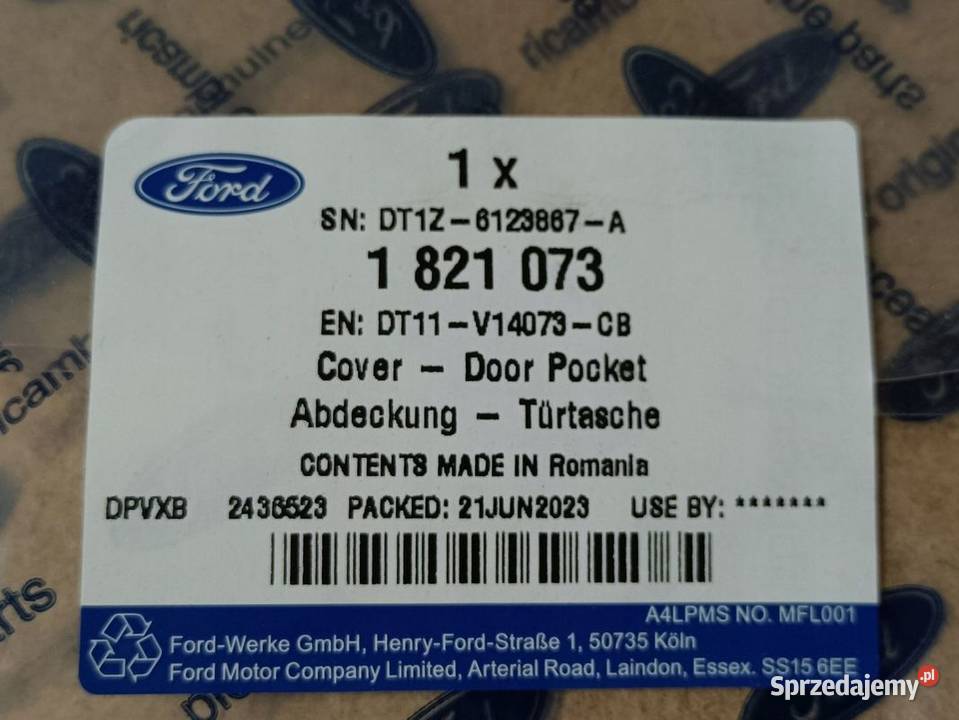 Ford
1 x
SN: DT1Z-6123867-A
1 821 073
EN: DT11-V14073-CB
Cover - Door Pocket
Abdeckung - Türtasche
CONTENTS MADE IN Romania
DPVXB 2436523 PACKED: 21JUN2023 USE BY: *******
A4LPMS NO. MFL001
Ford-Werke GmbH, Henry-Ford-Straße 1, 50735 Köln
Ford Motor Company Limited, Arterial Road, Laindon, Essex. SS15 6EE
Sprzedajemy.pl